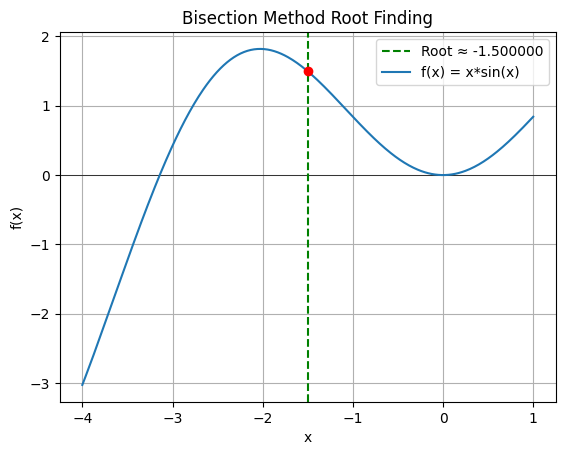 Bisection Method Root Finding
Root ≈ -1.500000
f(x) = x*sin(x)
2
1
0
−1
−2
−3
f(x)
−4 −3 −2 −1 0 1
x